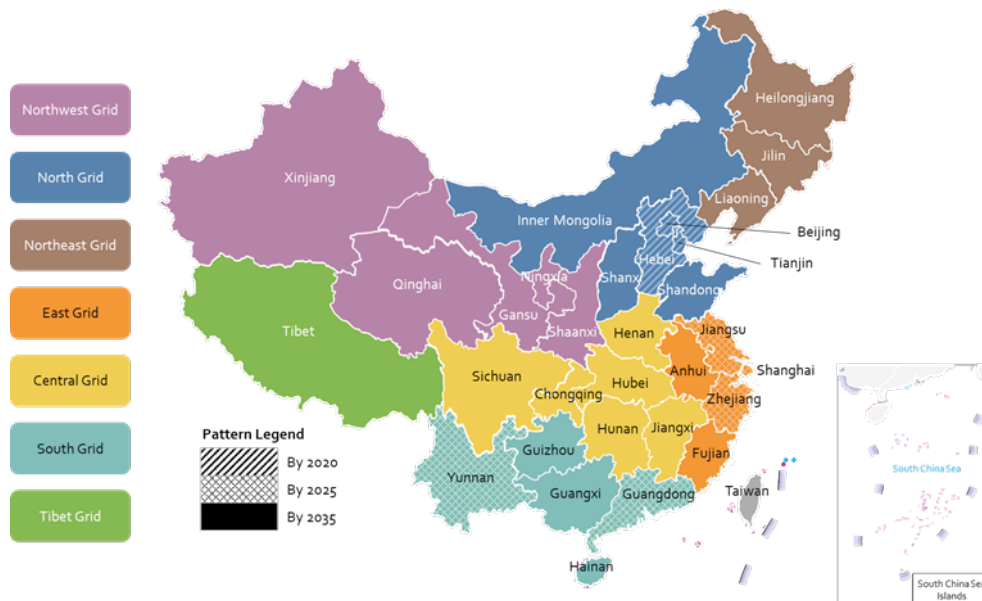 Northwest Grid
North Grid
Northeast Grid
East Grid
Central Grid
South Grid
Tibet Grid
Heilongjiang
Jilin
Liaoning
Xinjiang
Inner Mongolia
Beijing
Tianjin
Hebei
Shanxi
Shandong
Ningxia
Qinghai
Gansu
Shaanxi
Tibet
Henan
Jiangsu
Anhui
Shanghai
Sichuan
Chongqing
Hubei
Zhejiang
Hunan
Jiangxi
Fujian
Guizhou
Yunnan
Guangxi
Guangdong
Taiwan
Hainan
Pattern Legend
By 2020
By 2025
By 2035
South China Sea
South China Sea
Islands